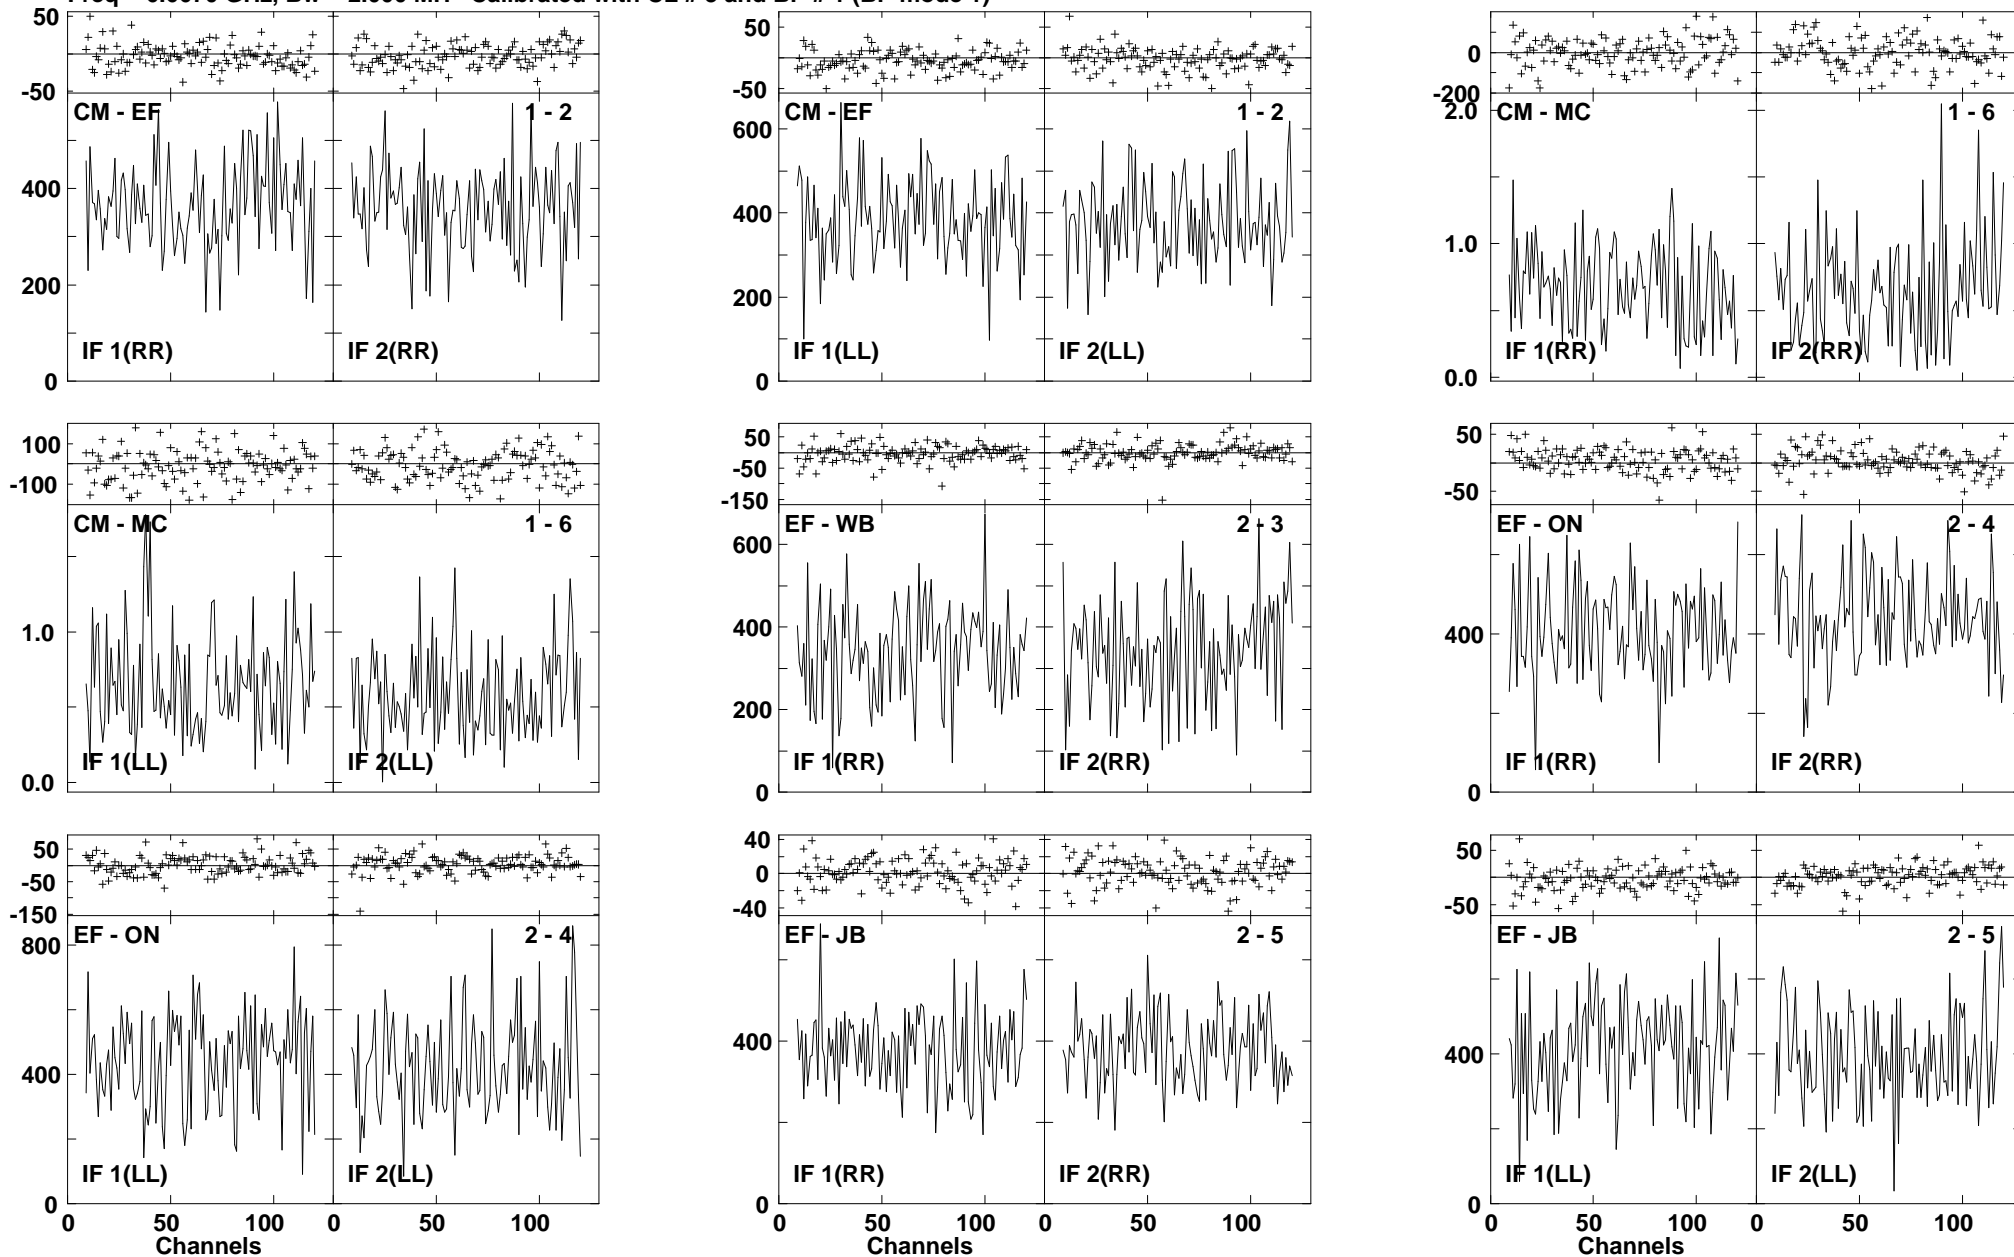 50
-50
CM - EF 1 - 2
400
200
0
IF 1(RR) IF 2(RR)
50
-50
CM - EF 1 - 2
600
400
200
0
IF 1(LL) IF 2(LL)
0
-200
CM - MC 1 - 6
2.0
1.0
0.0
IF 1(RR) IF 2(RR)
100
-100
CM - MC 1 - 6
1.0
0.0
IF 1(LL) IF 2(LL)
50
-50
-150
EF - WB 2 - 3
600
400
200
0
IF 1(RR) IF 2(RR)
50
-50
EF - ON 2 - 4
400
0
IF 1(RR) IF 2(RR)
50
-50
-150
EF - ON 2 - 4
800
400
0
IF 1(LL) IF 2(LL)
0 50 100 0 50 100
Channels
40
0
-40
EF - JB 2 - 5
400
0
IF 1(RR) IF 2(RR)
0 50 100 0 50 100
Channels
50
-50
EF - JB 2 - 5
400
0
IF 1(LL) IF 2(LL)
0 50 100 0 50 100
Channels